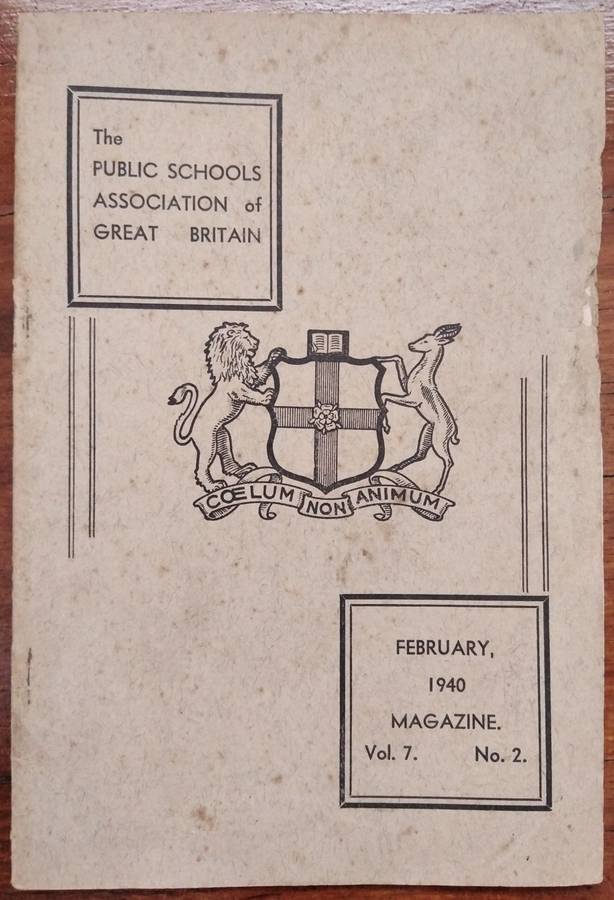 The
PUBLIC SCHOOLS
ASSOCIATION of
GREAT BRITAIN
CŒLUM NON ANIMUM
FEBRUARY,
1940
MAGAZINE.
Vol. 7. No. 2.